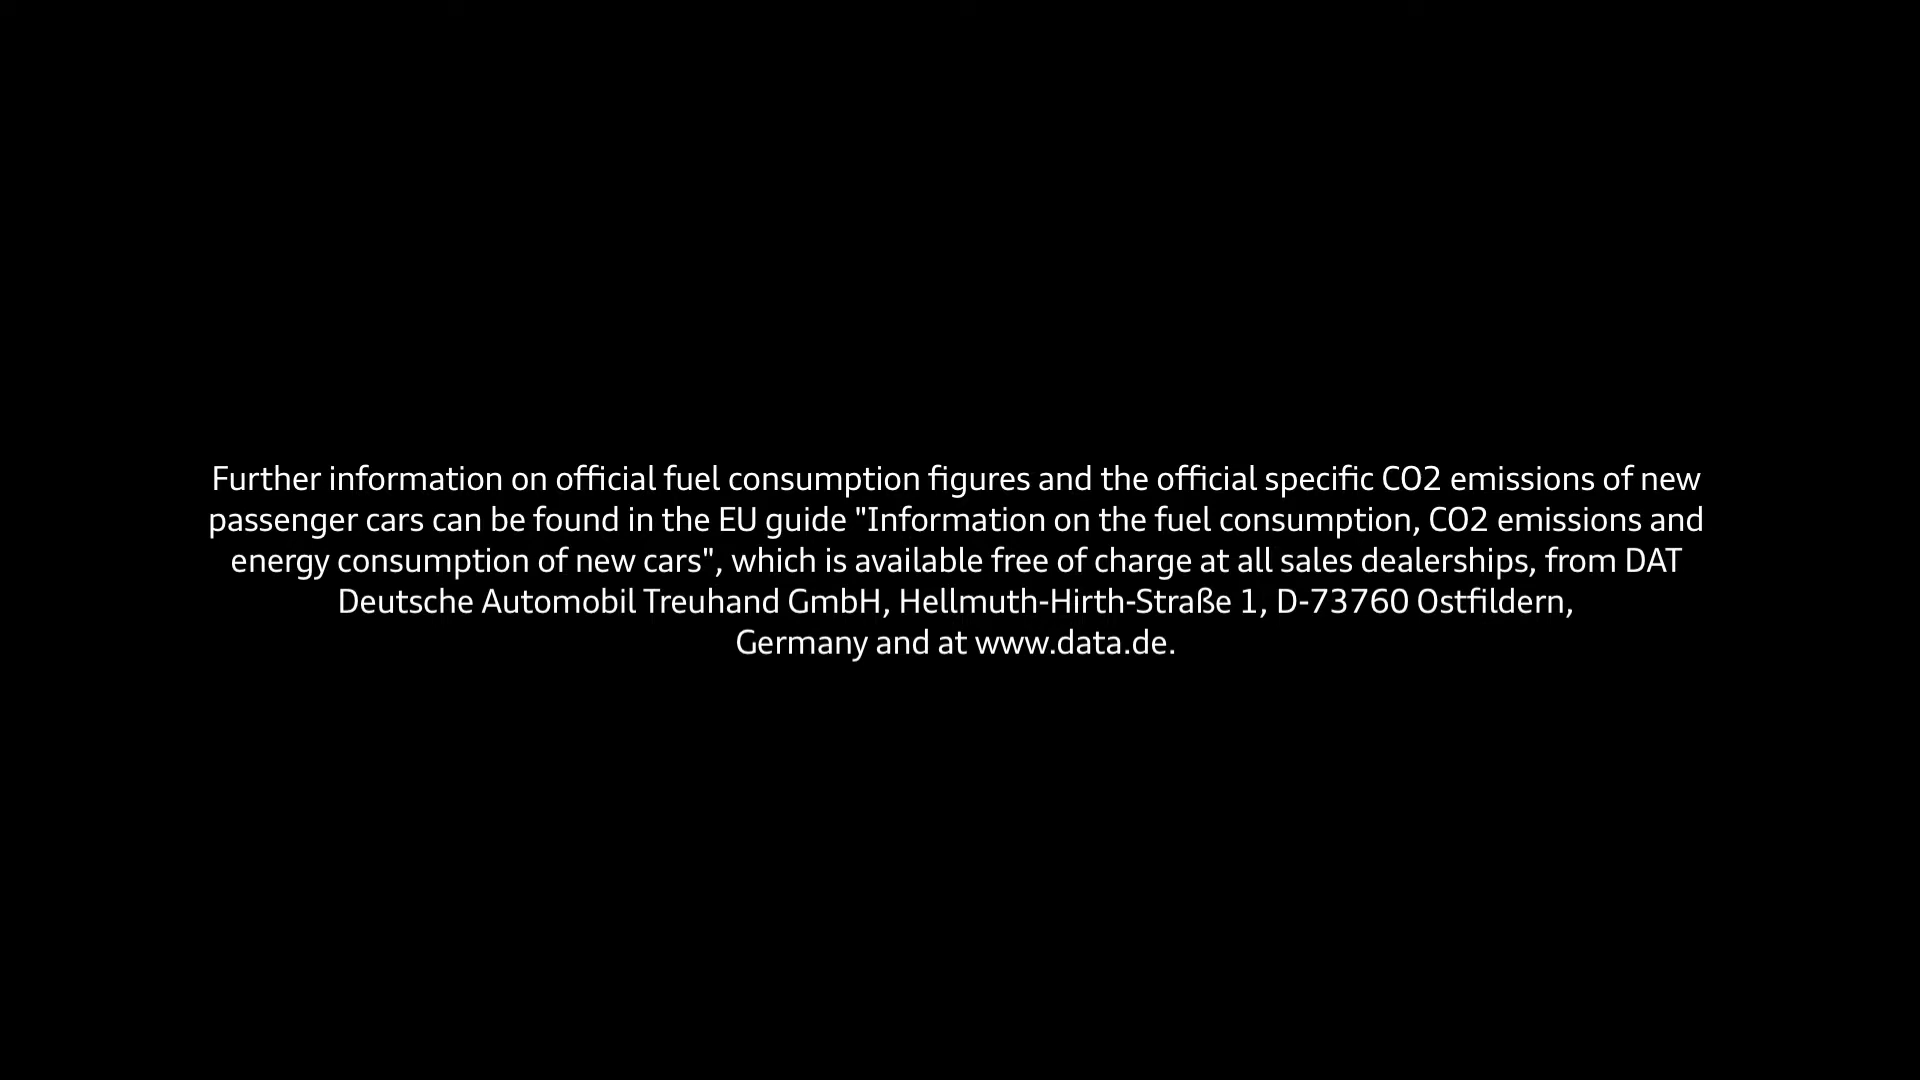 Further information on official fuel consumption figures and the official specific CO2 emissions of new
passenger cars can be found in the EU guide "Information on the fuel consumption, CO2 emissions and
energy consumption of new cars", which is available free of charge at all sales dealerships, from DAT
Deutsche Automobil Treuhand GmbH, Hellmuth-Hirth-Straße 1, D-73760 Ostfildern,
Germany and at www.data.de.